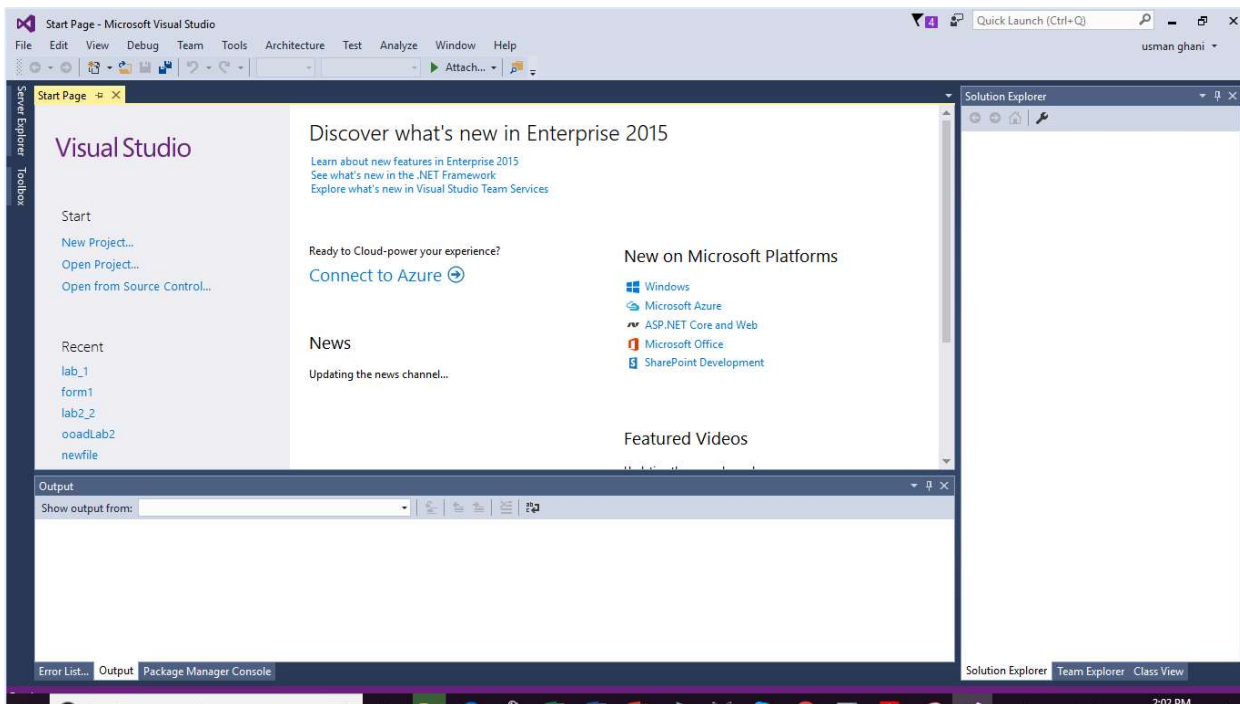 Start Page - Microsoft Visual Studio
4
Quick Launch (Ctrl+Q)
File Edit View Debug Team Tools Architecture Test Analyze Window Help
usman ghani
Attach...
Server Explorer
Toolbox
Start Page
Visual Studio
Start
New Project...
Open Project...
Open from Source Control...
Recent
lab_1
form1
lab2_2
ooadLab2
newfile
Discover what's new in Enterprise 2015
Learn about new features in Enterprise 2015
See what's new in the .NET Framework
Explore what's new in Visual Studio Team Services
Ready to Cloud-power your experience?
Connect to Azure
News
Updating the news channel...
New on Microsoft Platforms
Windows
Microsoft Azure
ASP.NET Core and Web
Microsoft Office
SharePoint Development
Featured Videos
Solution Explorer
Output
Show output from:
Error List... Output Package Manager Console
Solution Explorer Team Explorer Class View
2:02 PM